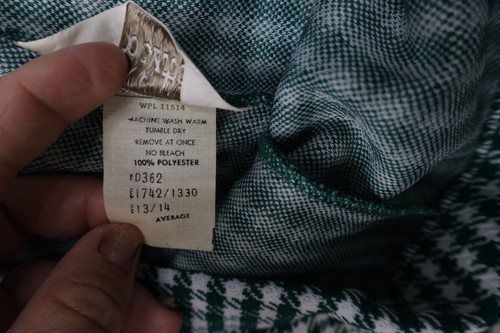 WPL 11514
MACHINE WASH WARM
TUMBLE DRY
REMOVE AT ONCE
NO BLEACH
100% POLYESTER
D362
1742/1330
13/14
AVERAGE